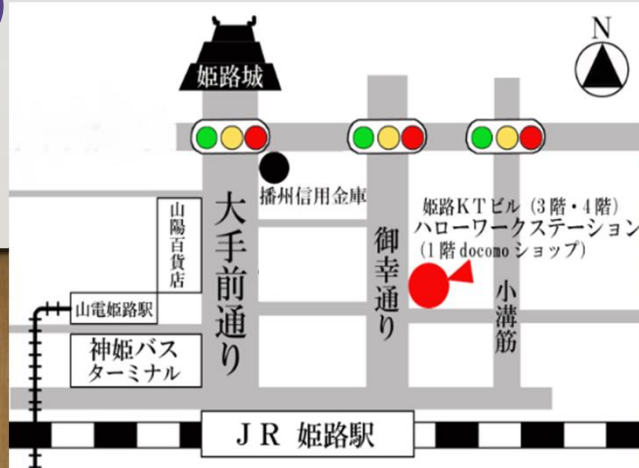 N
姫路城
播州信用金庫
姫路KTビル（3階・4階）
ハローワークステーション
（1階docomoショップ）
山陽百貨店
大手前通り
御幸通り
小溝筋
山電姫路駅
神姫バス
ターミナル
JR 姫路駅